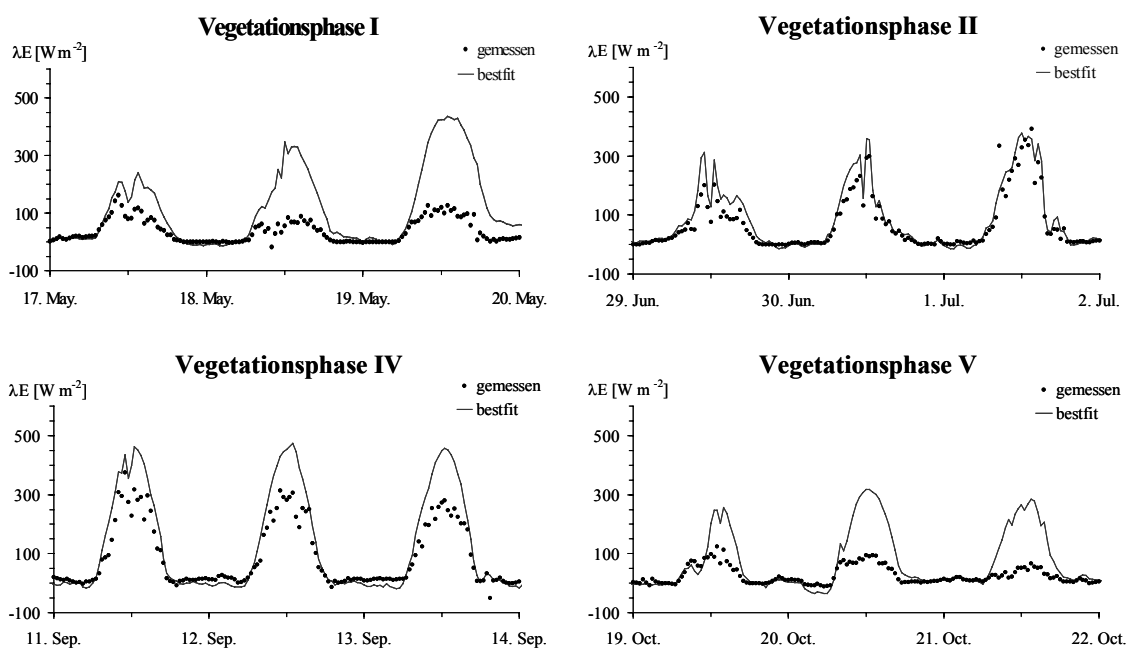 Vegetationsphase I
λE [W m-2]
gemessen
bestfit
500
300
100
-100
17. May.
18. May.
19. May.
20. May.
Vegetationsphase II
λE [W m-2]
gemessen
bestfit
500
300
100
-100
29. Jun.
30. Jun.
1. Jul.
2. Jul.
Vegetationsphase IV
λE [W m-2]
gemessen
bestfit
500
300
100
-100
11. Sep.
12. Sep.
13. Sep.
14. Sep.
Vegetationsphase V
λE [W m-2]
gemessen
bestfit
500
300
100
-100
19. Oct.
20. Oct.
21. Oct.
22. Oct.